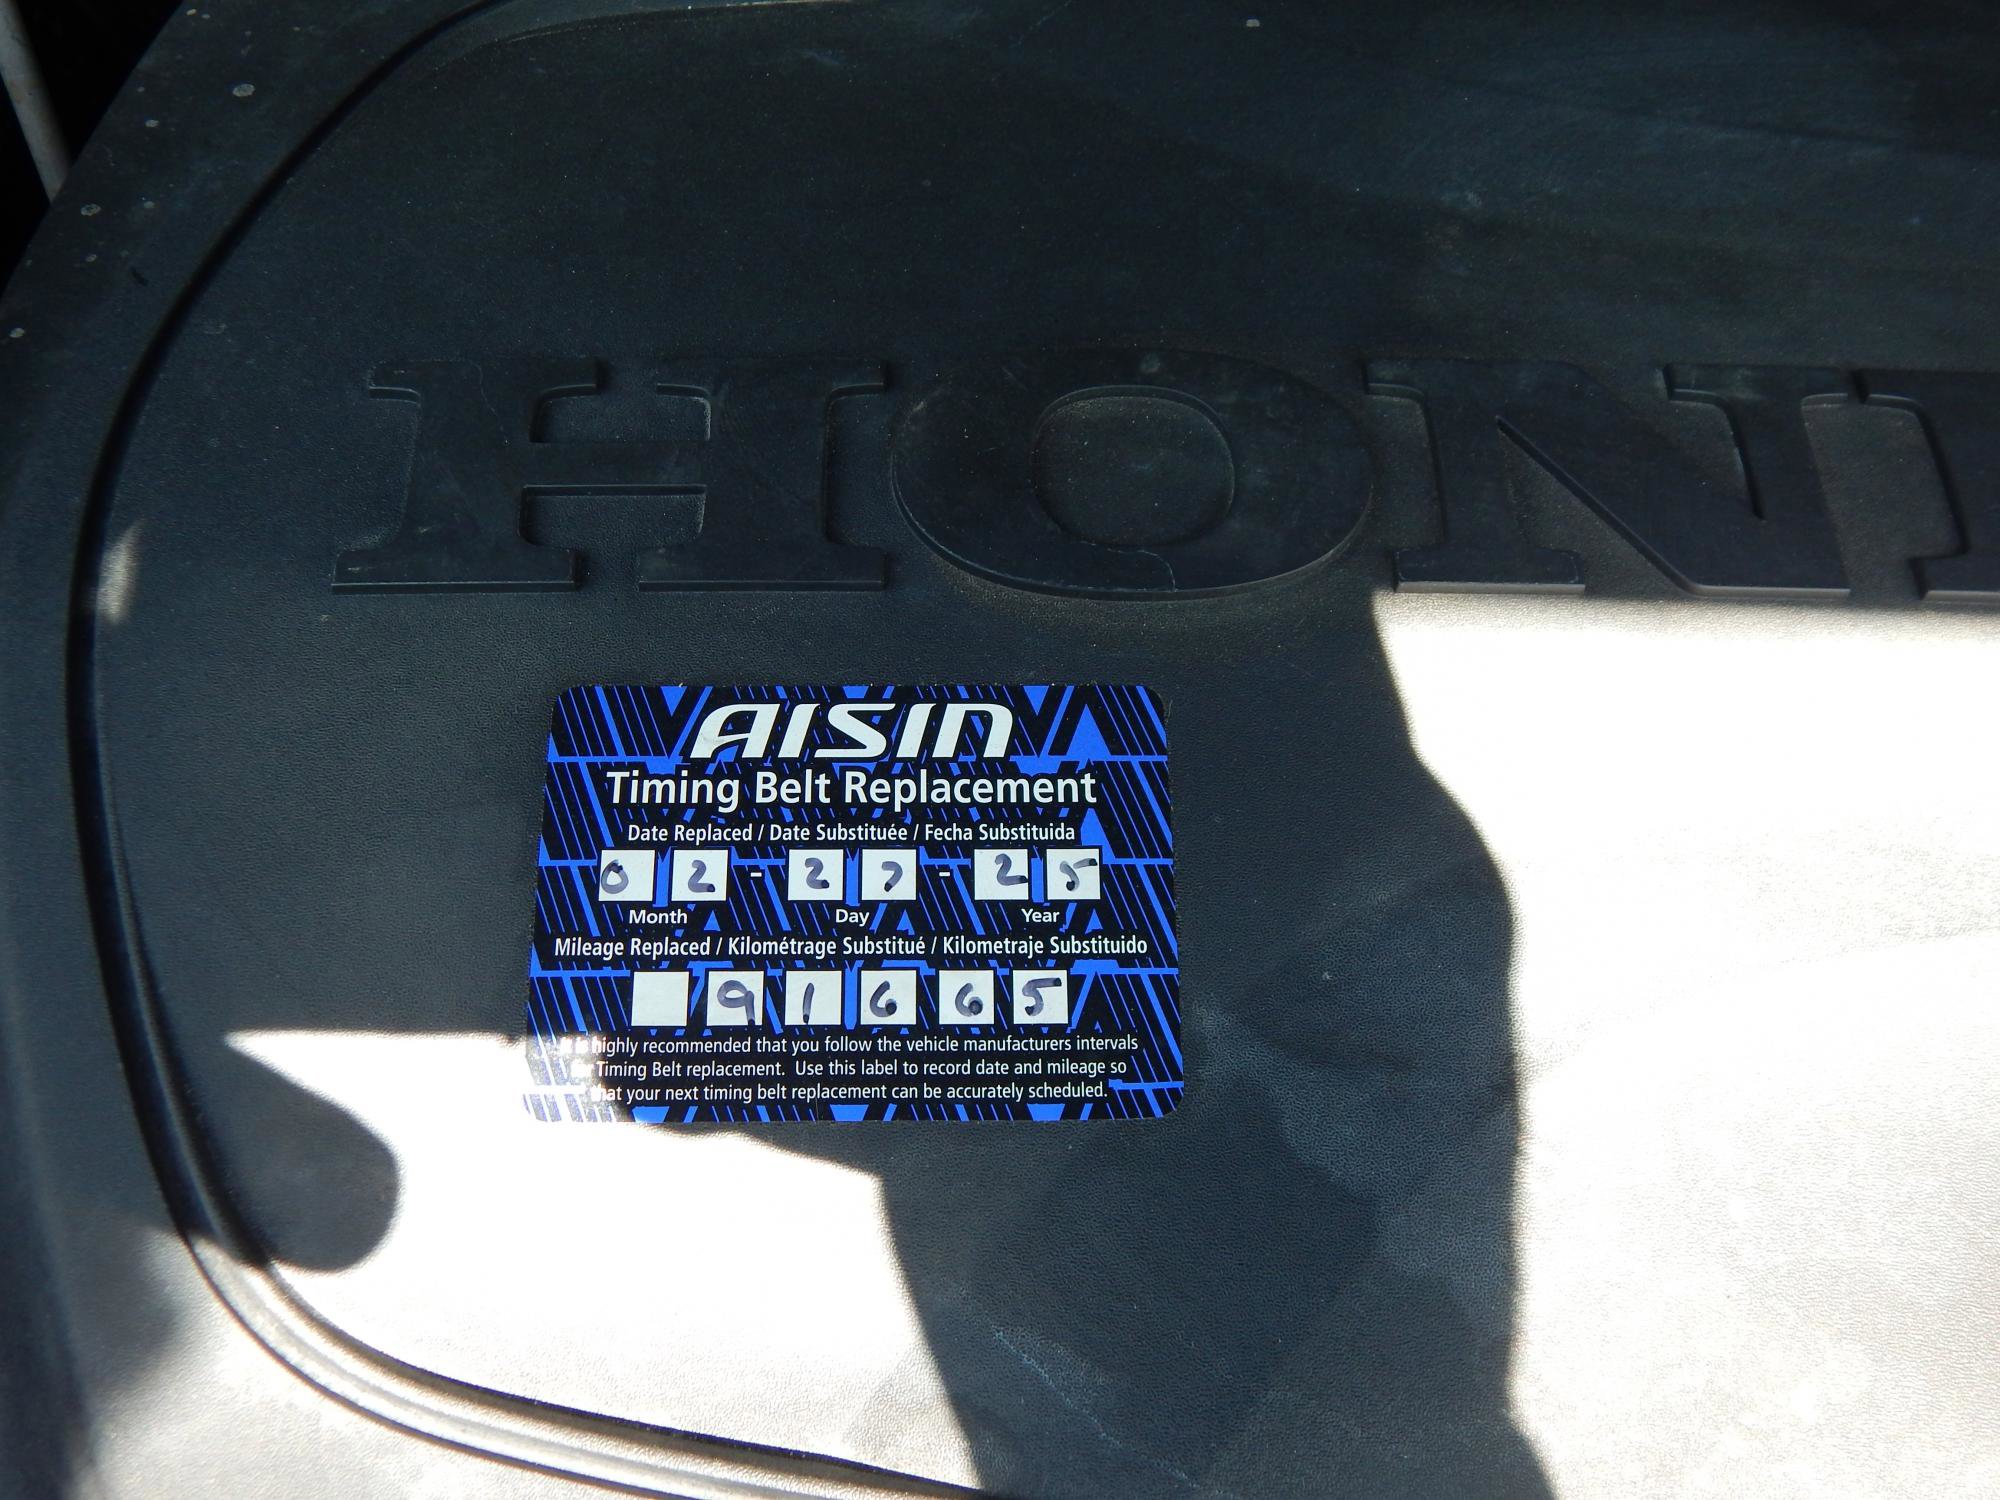 HON
AISIN
Timing Belt Replacement
Date Replaced / Date Substituée / Fecha Substituida
02 - 27 - 25
Month Day Year
Mileage Replaced / Kilométrage Substitué / Kilometraje Substituido
91665
highly recommended that you follow the vehicle manufacturers intervals
Timing Belt replacement. Use this label to record date and mileage so
that your next timing belt replacement can be accurately scheduled.